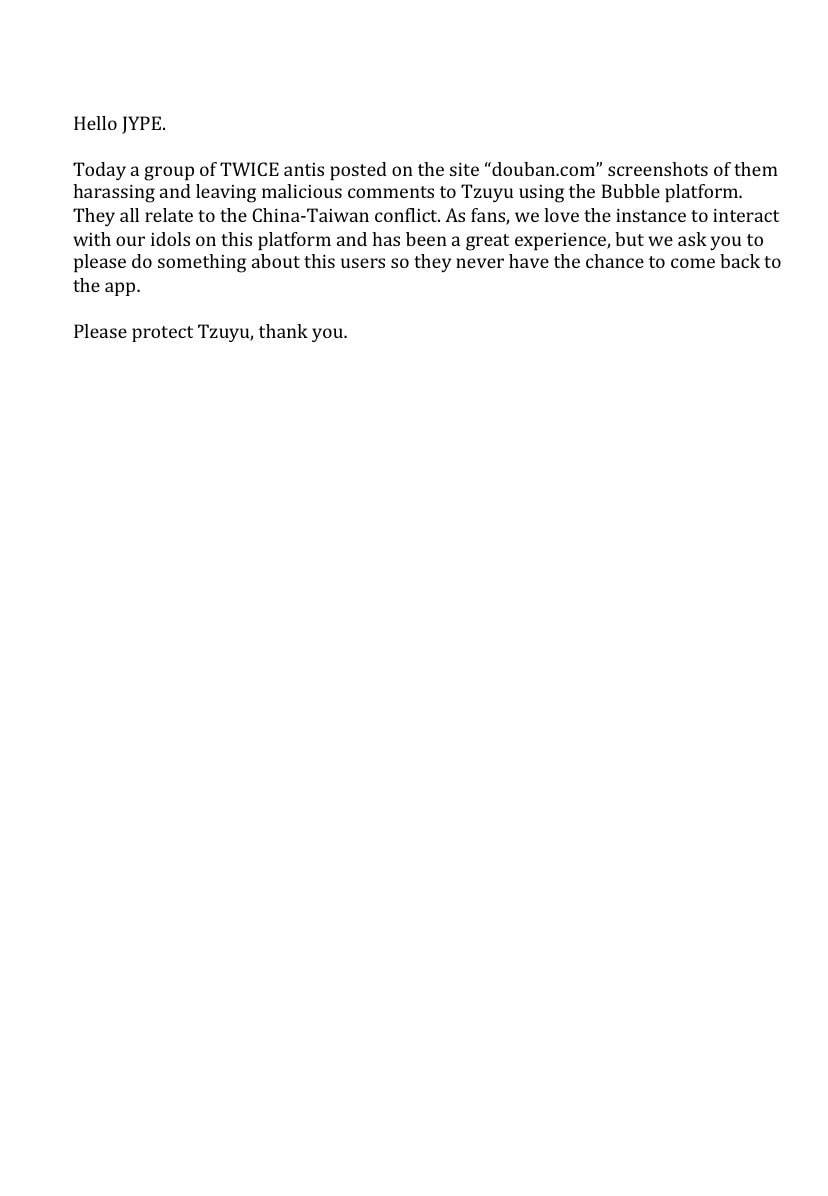 Hello JYPE.
Today a group of TWICE antis posted on the site “douban.com” screenshots of them
harassing and leaving malicious comments to Tzuyu using the Bubble platform.
They all relate to the China-Taiwan conflict. As fans, we love the instance to interact
with our idols on this platform and has been a great experience, but we ask you to
please do something about this users so they never have the chance to come back to
the app.
Please protect Tzuyu, thank you.